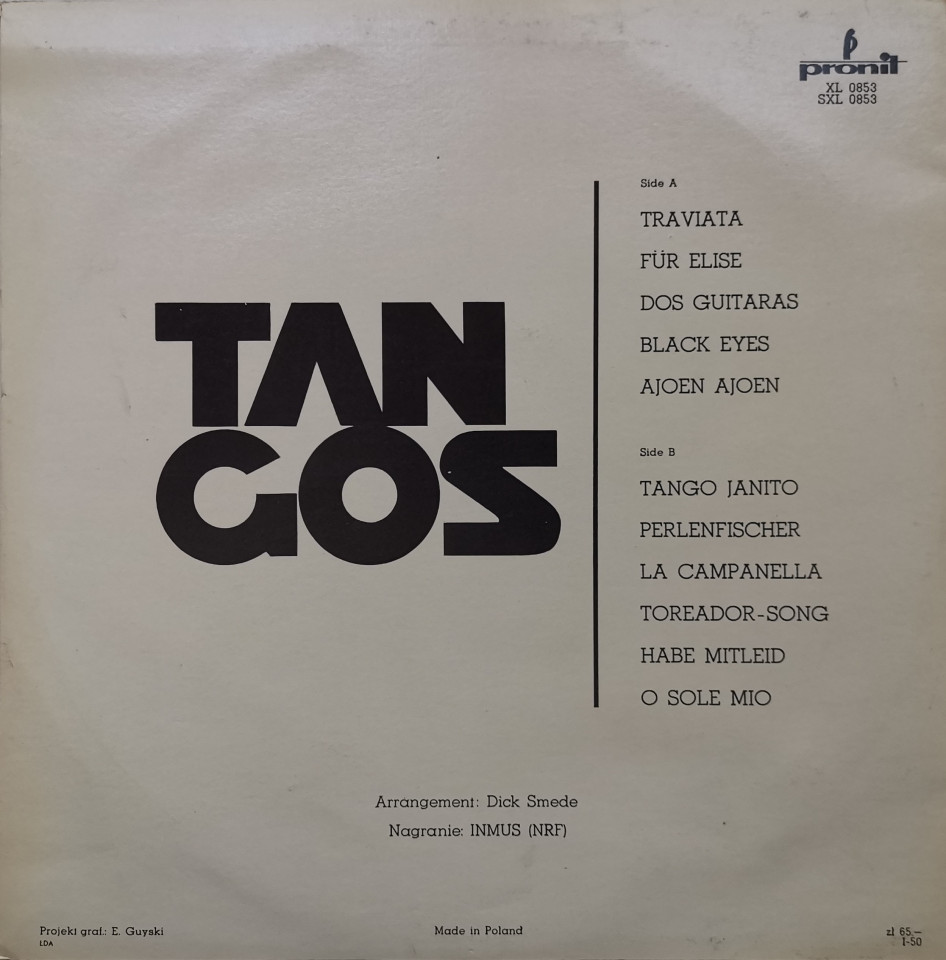 pronit
XL 0853
SXL 0853
Side A
TRAVIATA
FÜR ELISE
DOS GUITARAS
BLACK EYES
AJOEN AJOEN
TAN
GOS
Side B
TANGO JANITO
PERLENFISCHER
LA CAMPANELLA
TOREADOR-SONG
HABE MITLEID
O SOLE MIO
Arrangement: Dick Smede
Nagranie: INMUS (NRF)
Projekt graf.: E. Guyski
LDA
Made in Poland
zł 65.—
1-50